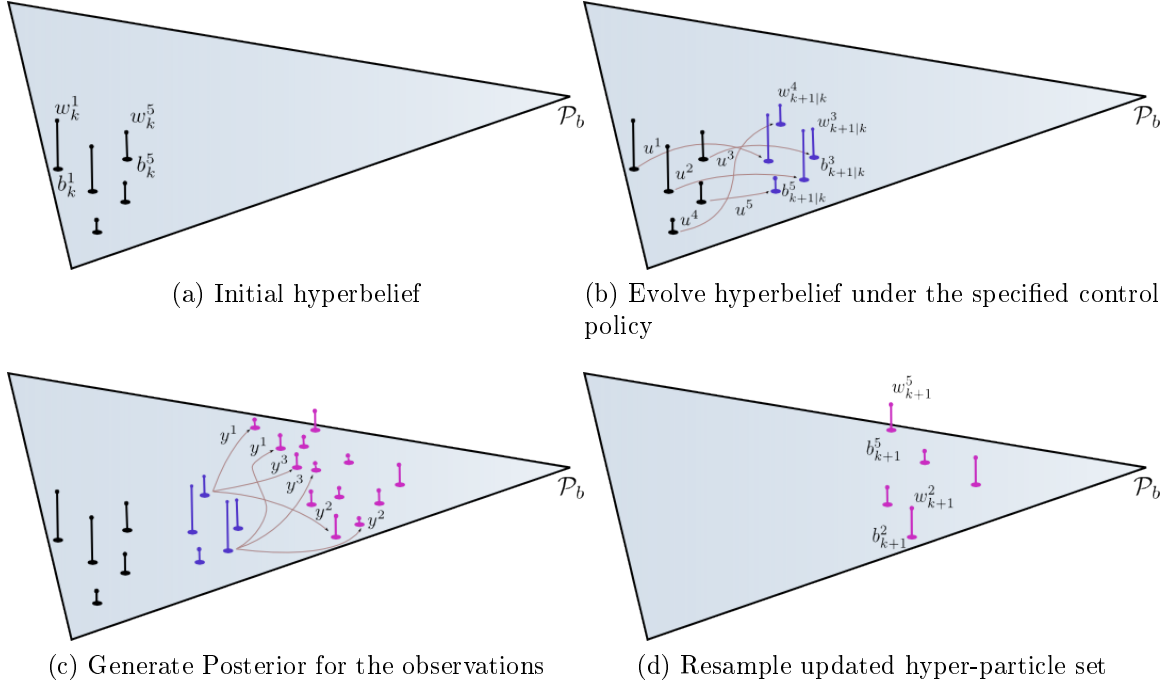 w_k^1
w_k^5
b_k^5
b_k^1
P_b
(a) Initial hyperbelief
w_{k+1|k}^4
w_{k+1|k}^3
u^1
u^3
u^2
b_{k+1|k}^3
b_{k+1|k}^5
u^5
u^4
P_b
(b) Evolve hyperbelief under the specified control
policy
y^1
y^1
y^3
y^3
y^2
y^2
P_b
(c) Generate Posterior for the observations
w_{k+1}^5
b_{k+1}^5
w_{k+1}^2
b_{k+1}^2
P_b
(d) Resample updated hyper-particle set